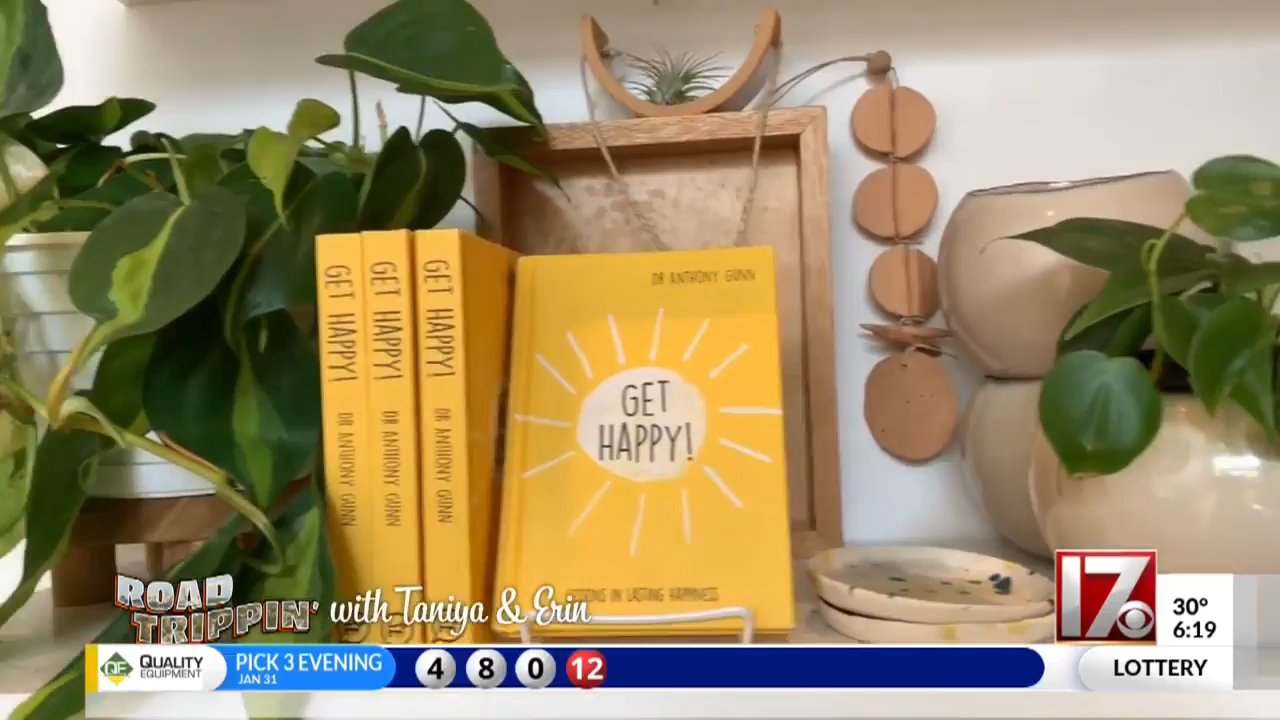 GET HAPPY!
DR ANTHONY GUNN
GET HAPPY!
DR ANTHONY GUNN
GET HAPPY!
DR ANTHONY GUNN
DR ANTHONY GUNN
GET
HAPPY!
IN LASTING HAPPINESS
ROAD
TRIPPIN'
with Taniya & Erin
17
30°
6:19
QF
QUALITY
EQUIPMENT
PICK 3 EVENING
JAN 31
4 8 0 12
LOTTERY